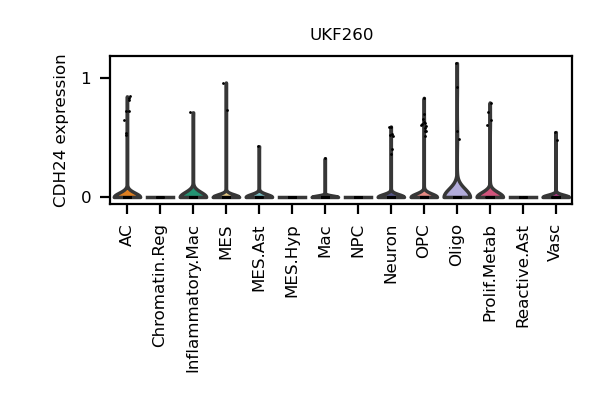 UKF260
CDH24 expression
1
0
AC
Chromatin.Reg
Inflammatory.Mac
MES
MES.Ast
MES.Hyp
Mac
NPC
Neuron
OPC
Oligo
Prolif.Metab
Reactive.Ast
Vasc